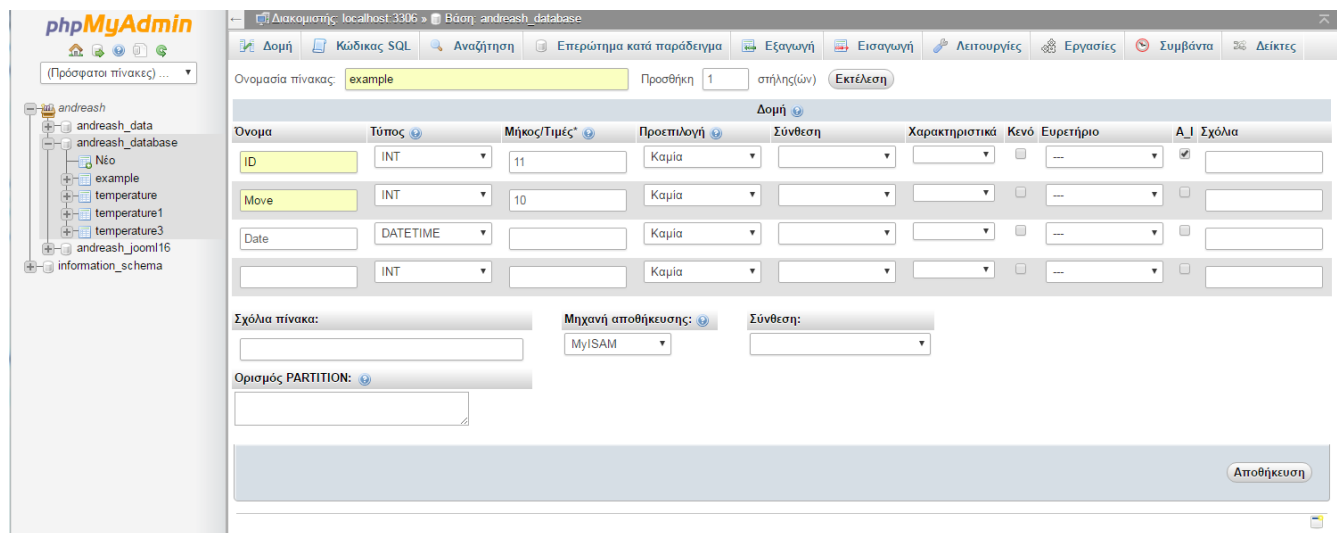 phpMyAdmin
(Πρόσφατοι πίνακες) ...
andreash
andreash_data
andreash_database
Νέο
example
temperature
temperature1
temperature3
andreash_jooml16
information_schema
Διακομιστής: localhost:3306 » Βάση: andreash_database
Δομή Κώδικας SQL Αναζήτηση Επερώτημα κατά παράδειγμα Εξαγωγή Εισαγωγή Λειτουργίες Εργασίες Συμβάντα Δείκτες
Ονομασία πίνακας: example Προσθήκη 1 στήλης(ών) Εκτέλεση
Δομή
Όνομα Τύπος Μήκος/Τιμές* Προεπιλογή Σύνθεση Χαρακτηριστικά Κενό Ευρετήριο A_I Σχόλια
ID INT 11 Καμία ---
Move INT 10 Καμία ---
Date DATETIME Καμία ---
INT Καμία ---
Σχόλια πίνακα: Μηχανή αποθήκευσης: Σύνθεση:
MyISAM
Ορισμός PARTITION:
Αποθήκευση